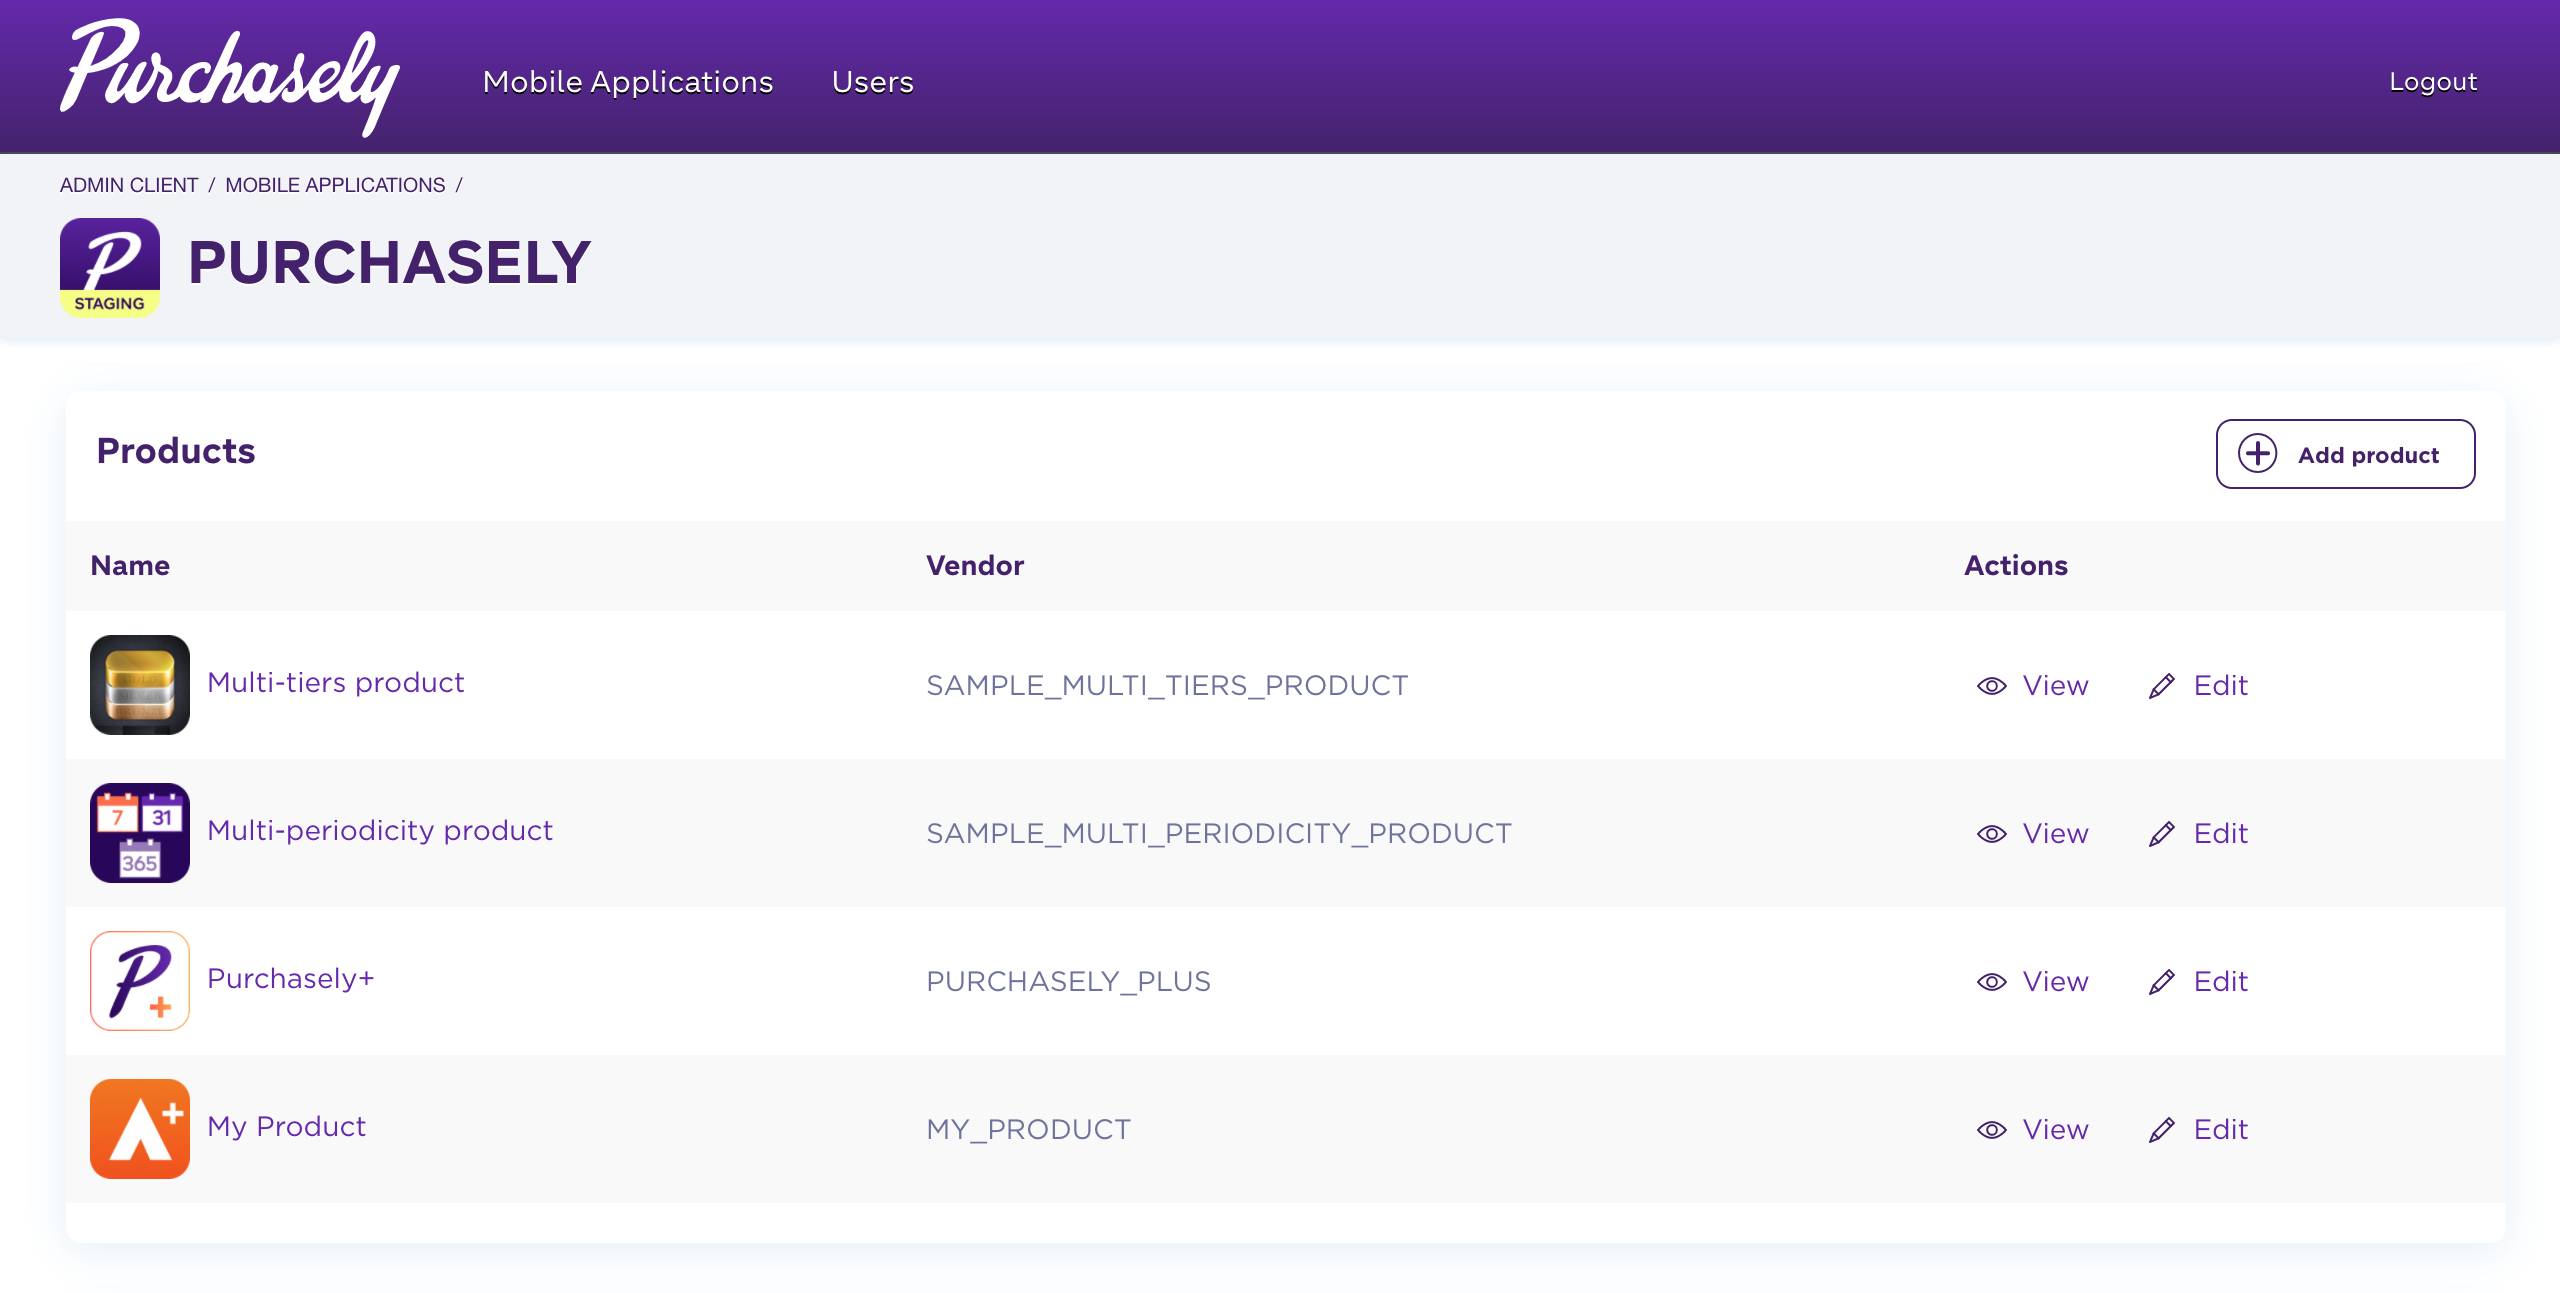 Purchasely Mobile Applications Users Logout
ADMIN CLIENT / MOBILE APPLICATIONS /
P STAGING PURCHASELY
Products Add product
Name Vendor Actions
Multi-tiers product SAMPLE_MULTI_TIERS_PRODUCT View Edit
7 31 365 Multi-periodicity product SAMPLE_MULTI_PERIODICITY_PRODUCT View Edit
P+ Purchasely+ PURCHASELY_PLUS View Edit
My Product MY_PRODUCT View Edit